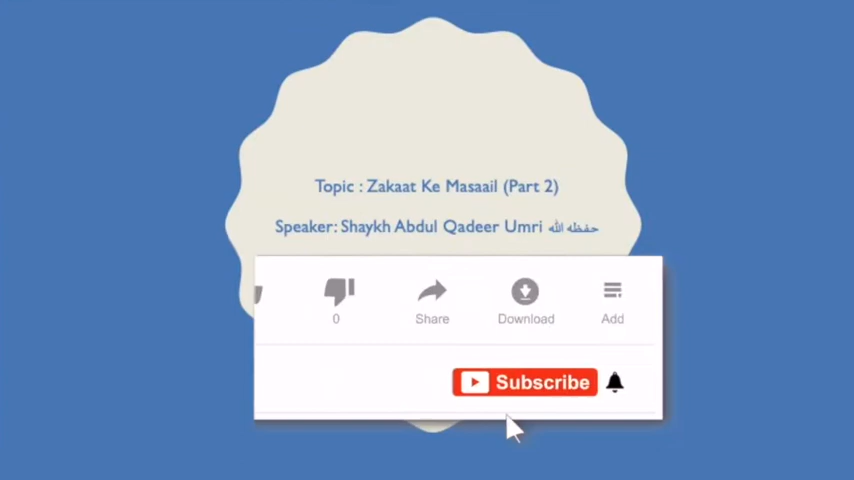 Topic : Zakaat Ke Masaail (Part 2)
Speaker: Shaykh Abdul Qadeer Umri حفظه الله
0 Share Download Add
Subscribe